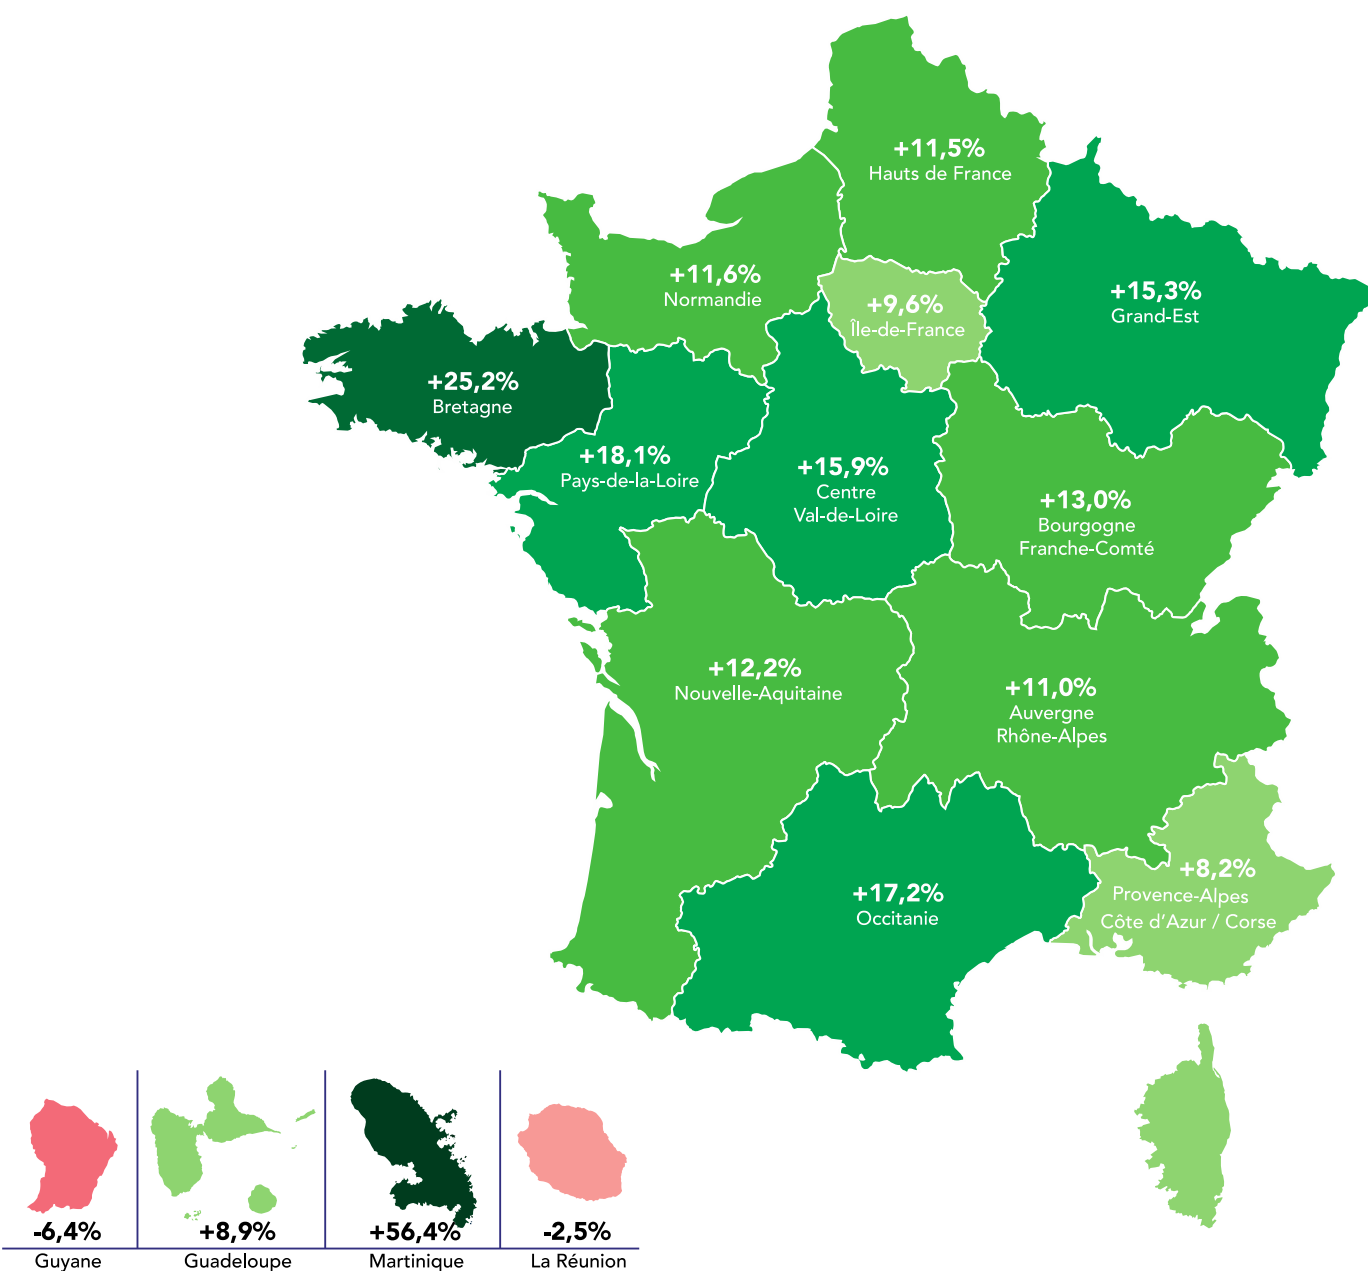 +11,5%
Hauts de France
+11,6%
Normandie
+9,6%
Île-de-France
+15,3%
Grand-Est
+25,2%
Bretagne
+18,1%
Pays-de-la-Loire
+15,9%
Centre
Val-de-Loire
+13,0%
Bourgogne
Franche-Comté
+12,2%
Nouvelle-Aquitaine
+11,0%
Auvergne
Rhône-Alpes
+17,2%
Occitanie
+8,2%
Provence-Alpes
Côte d'Azur / Corse
-6,4%
Guyane
+8,9%
Guadeloupe
+56,4%
Martinique
-2,5%
La Réunion